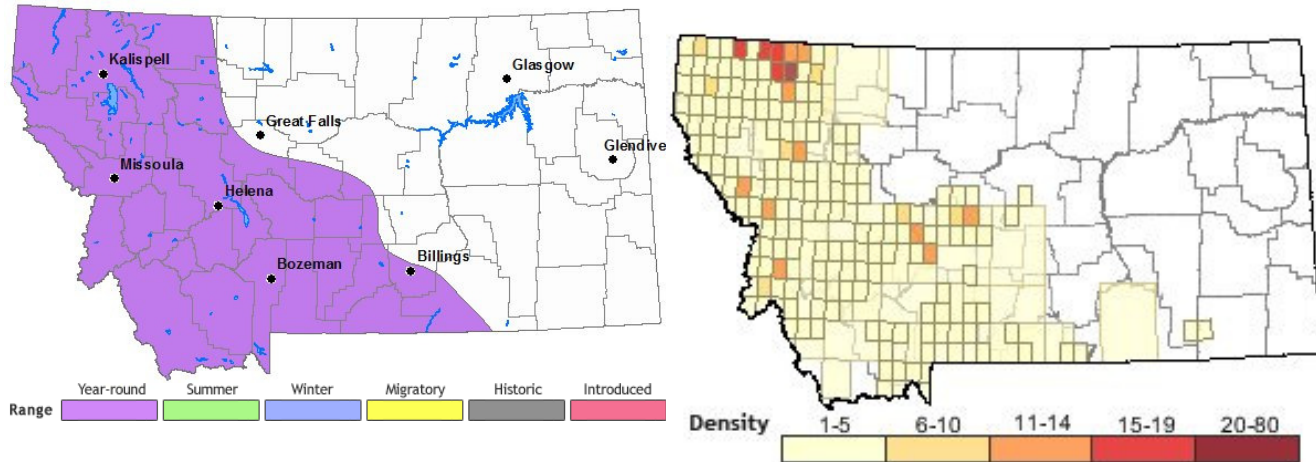 Kalispell
Glasgow
Great Falls
Glendive
Missoula
Helena
Billings
Bozeman
Year-round Summer Winter Migratory Historic Introduced
Range
Density 1-5 6-10 11-14 15-19 20-80